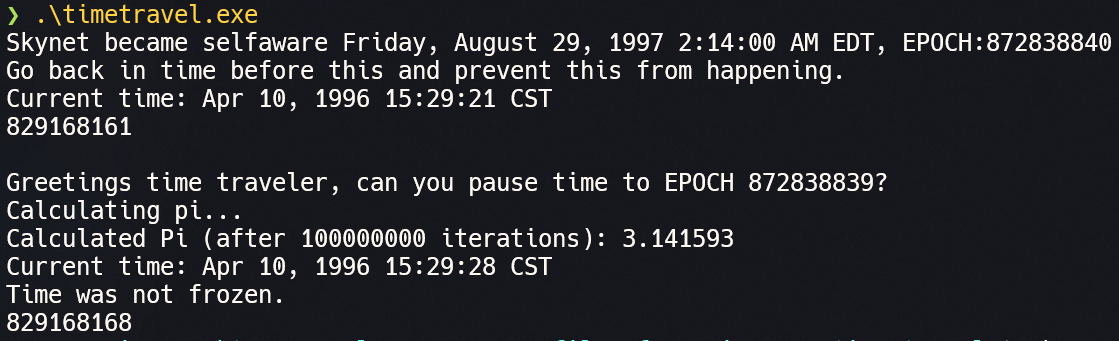 ❯ .\timetravel.exe
Skynet became selfaware Friday, August 29, 1997 2:14:00 AM EDT, EPOCH:872838840
Go back in time before this and prevent this from happening.
Current time: Apr 10, 1996 15:29:21 CST
829168161
Greetings time traveler, can you pause time to EPOCH 872838839?
Calculating pi...
Calculated Pi (after 100000000 iterations): 3.141593
Current time: Apr 10, 1996 15:29:28 CST
Time was not frozen.
829168168